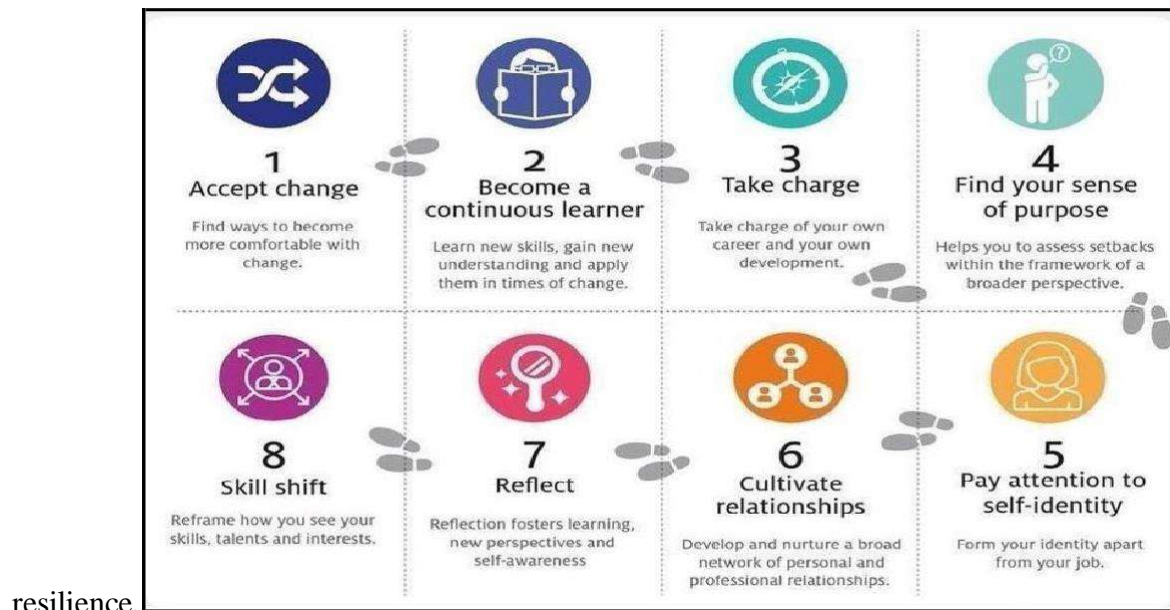 1
Accept change
Find ways to become
more comfortable with
change.
2
Become a
continuous learner
Learn new skills, gain new
understanding and apply
them in times of change.
3
Take charge
Take charge of your own
career and your own
development.
4
Find your sense
of purpose
Helps you to assess setbacks
within the framework of a
broader perspective.
?
5
Pay attention to
self-identity
Form your identity apart
from your job.
6
Cultivate
relationships
Develop and nurture a broad
network of personal and
professional relationships.
7
Reflect
Reflection fosters learning,
new perspectives and
self-awareness
8
Skill shift
Reframe how you see your
skills, talents and interests.
resilience